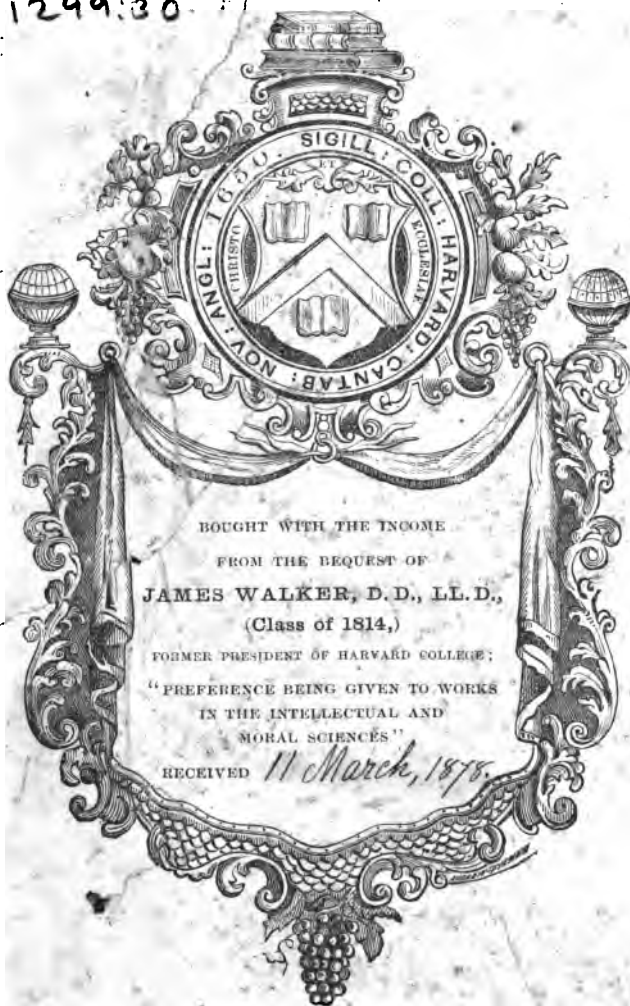 1299.30
SIGILL: COLL: HARVARD: CANTAB: NOV: ANGL: 1650.
ET
CHRISTO
ECCLESIAE
BOUGHT WITH THE INCOME
FROM THE BEQUEST OF
JAMES WALKER, D.D., LL.D.,
(Class of 1814,)
FORMER PRESIDENT OF HARVARD COLLEGE;
"PREFERENCE BEING GIVEN TO WORKS
IN THE INTELLECTUAL AND
MORAL SCIENCES"
RECEIVED 11 March, 1878.